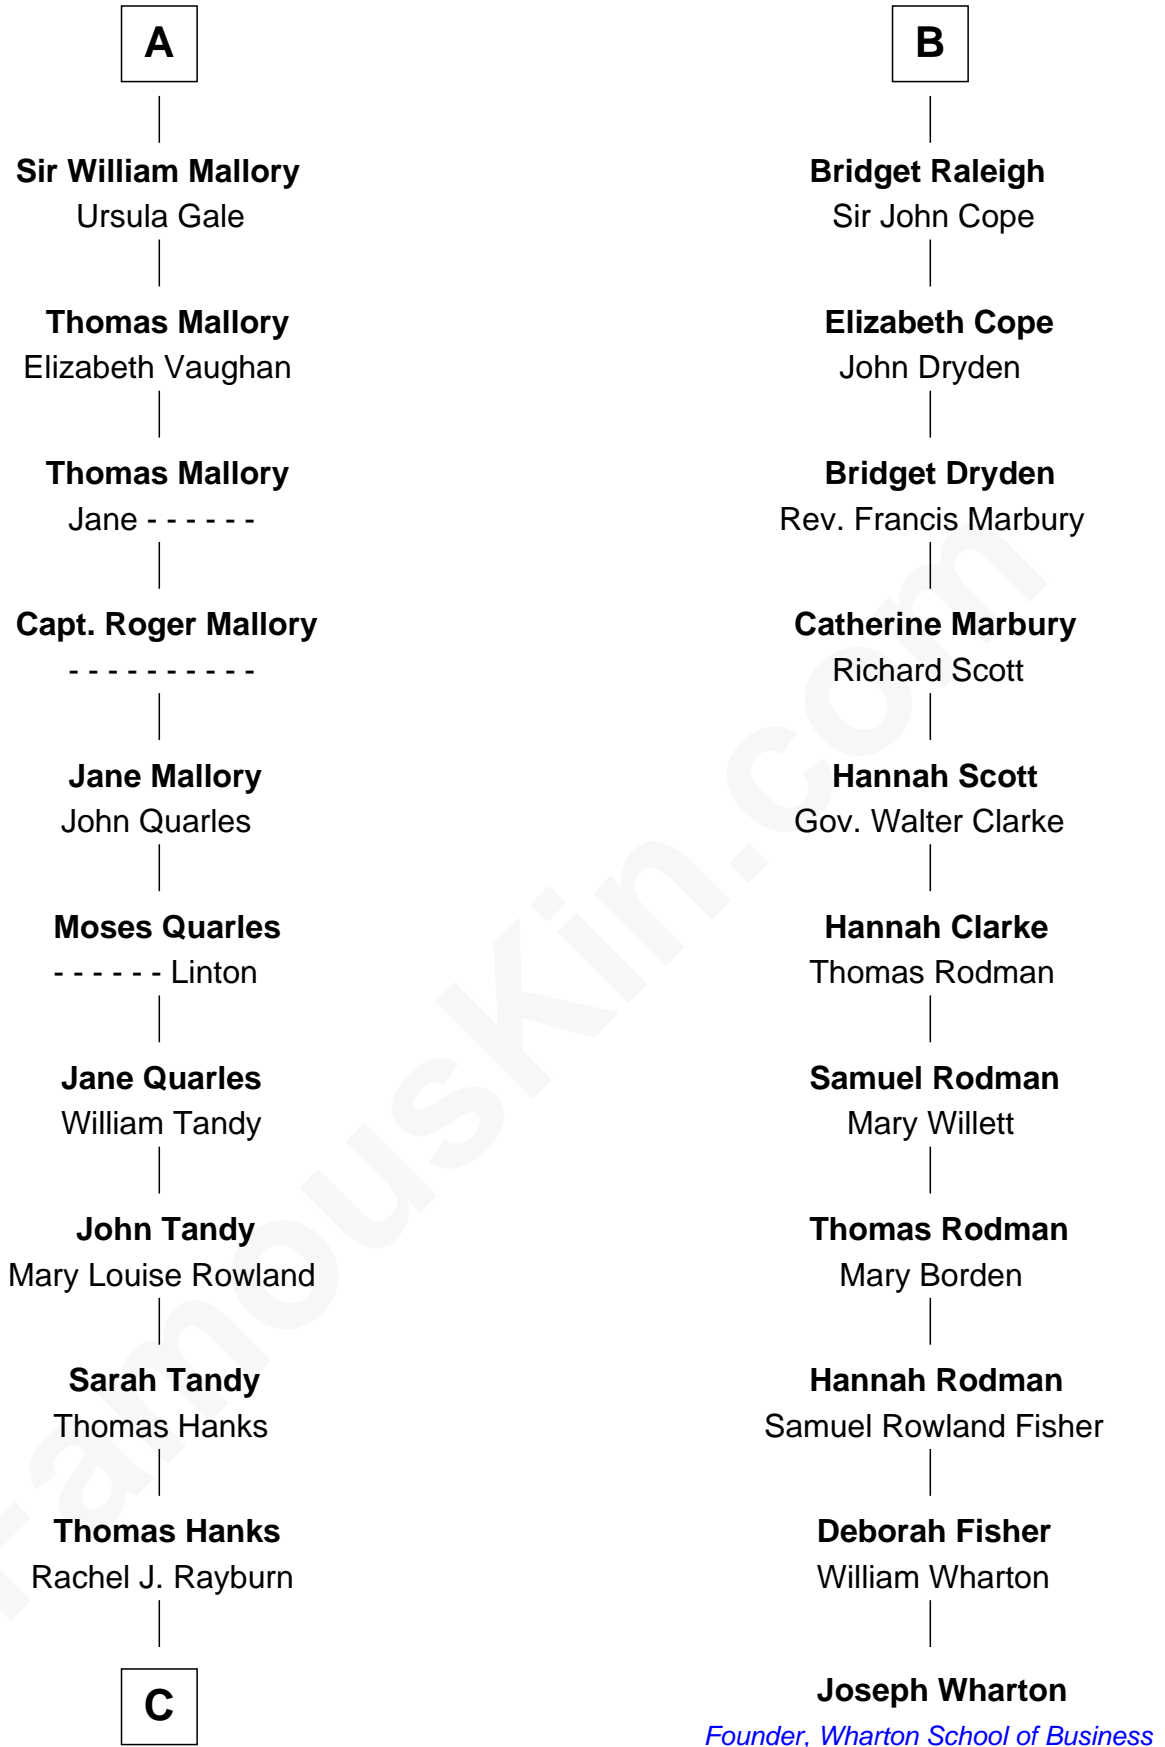 A
Sir William Mallory
Ursula Gale
Thomas Mallory
Elizabeth Vaughan
Thomas Mallory
Jane - - - - - -
Capt. Roger Mallory
- - - - - - - - - -
Jane Mallory
John Quarles
Moses Quarles
- - - - - - Linton
Jane Quarles
William Tandy
John Tandy
Mary Louise Rowland
Sarah Tandy
Thomas Hanks
Thomas Hanks
Rachel J. Rayburn
C
B
Bridget Raleigh
Sir John Cope
Elizabeth Cope
John Dryden
Bridget Dryden
Rev. Francis Marbury
Catherine Marbury
Richard Scott
Hannah Scott
Gov. Walter Clarke
Hannah Clarke
Thomas Rodman
Samuel Rodman
Mary Willett
Thomas Rodman
Mary Borden
Hannah Rodman
Samuel Rowland Fisher
Deborah Fisher
William Wharton
Joseph Wharton
Founder, Wharton School of Business
FamousKin.com